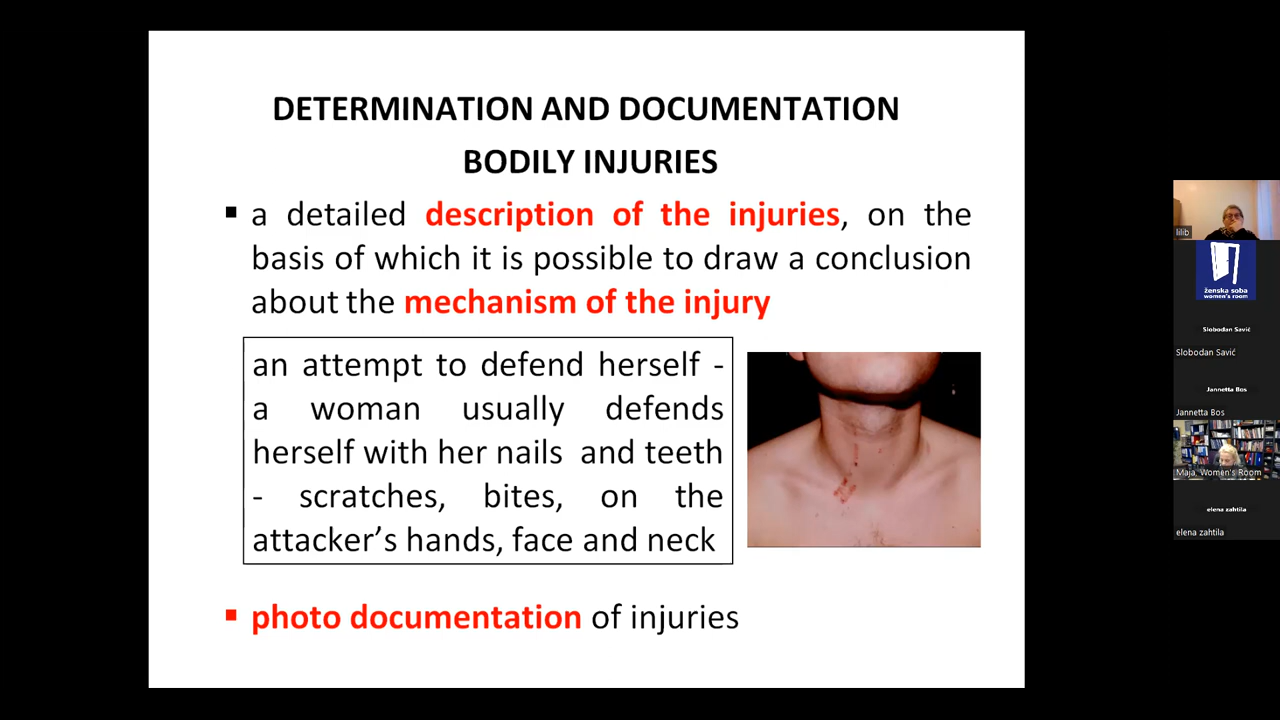 DETERMINATION AND DOCUMENTATION
BODILY INJURIES
▪ a detailed description of the injuries, on the
basis of which it is possible to draw a conclusion
about the mechanism of the injury
an attempt to defend herself -
a woman usually defends
herself with her nails and teeth
- scratches, bites, on the
attacker’s hands, face and neck
▪ photo documentation of injuries
lilib
ženska soba
women's room
Slobodan Savić
Slobodan Savić
Jannetta Bos
Jannetta Bos
Maja, Women's Room
elena zahtila
elena zahtila